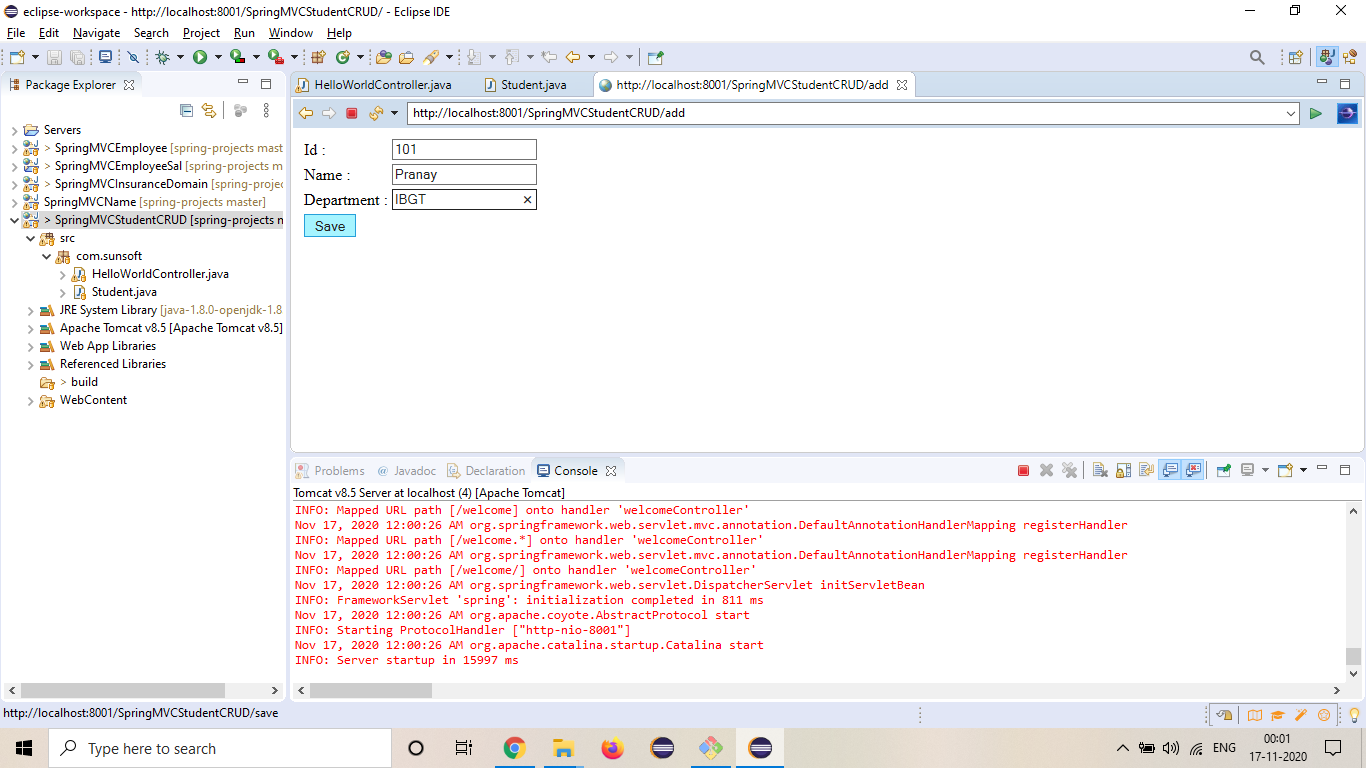 eclipse-workspace - http://localhost:8001/SpringMVCStudentCRUD/ - Eclipse IDE
File Edit Navigate Search Project Run Window Help
Package Explorer
Servers
> SpringMVCEmployee [spring-projects mast
> SpringMVCEmployeeSal [spring-projects m
> SpringMVCInsuranceDomain [spring-projec
SpringMVCName [spring-projects master]
> SpringMVCStudentCRUD [spring-projects n
src
com.sunsoft
HelloWorldController.java
Student.java
JRE System Library [java-1.8.0-openjdk-1.8
Apache Tomcat v8.5 [Apache Tomcat v8.5]
Web App Libraries
Referenced Libraries
> build
WebContent
HelloWorldController.java Student.java http://localhost:8001/SpringMVCStudentCRUD/add
http://localhost:8001/SpringMVCStudentCRUD/add
Id : 101
Name : Pranay
Department : IBGT
Save
Problems @ Javadoc Declaration Console
Tomcat v8.5 Server at localhost (4) [Apache Tomcat]
INFO: Mapped URL path [/welcome] onto handler 'welcomeController'
Nov 17, 2020 12:00:26 AM org.springframework.web.servlet.mvc.annotation.DefaultAnnotationHandlerMapping registerHandler
INFO: Mapped URL path [/welcome.*] onto handler 'welcomeController'
Nov 17, 2020 12:00:26 AM org.springframework.web.servlet.mvc.annotation.DefaultAnnotationHandlerMapping registerHandler
INFO: Mapped URL path [/welcome/] onto handler 'welcomeController'
Nov 17, 2020 12:00:26 AM org.springframework.web.servlet.DispatcherServlet initServletBean
INFO: FrameworkServlet 'spring': initialization completed in 811 ms
Nov 17, 2020 12:00:26 AM org.apache.coyote.AbstractProtocol start
INFO: Starting ProtocolHandler ["http-nio-8001"]
Nov 17, 2020 12:00:26 AM org.apache.catalina.startup.Catalina start
INFO: Server startup in 15997 ms
http://localhost:8001/SpringMVCStudentCRUD/save
Type here to search
ENG
00:01
17-11-2020